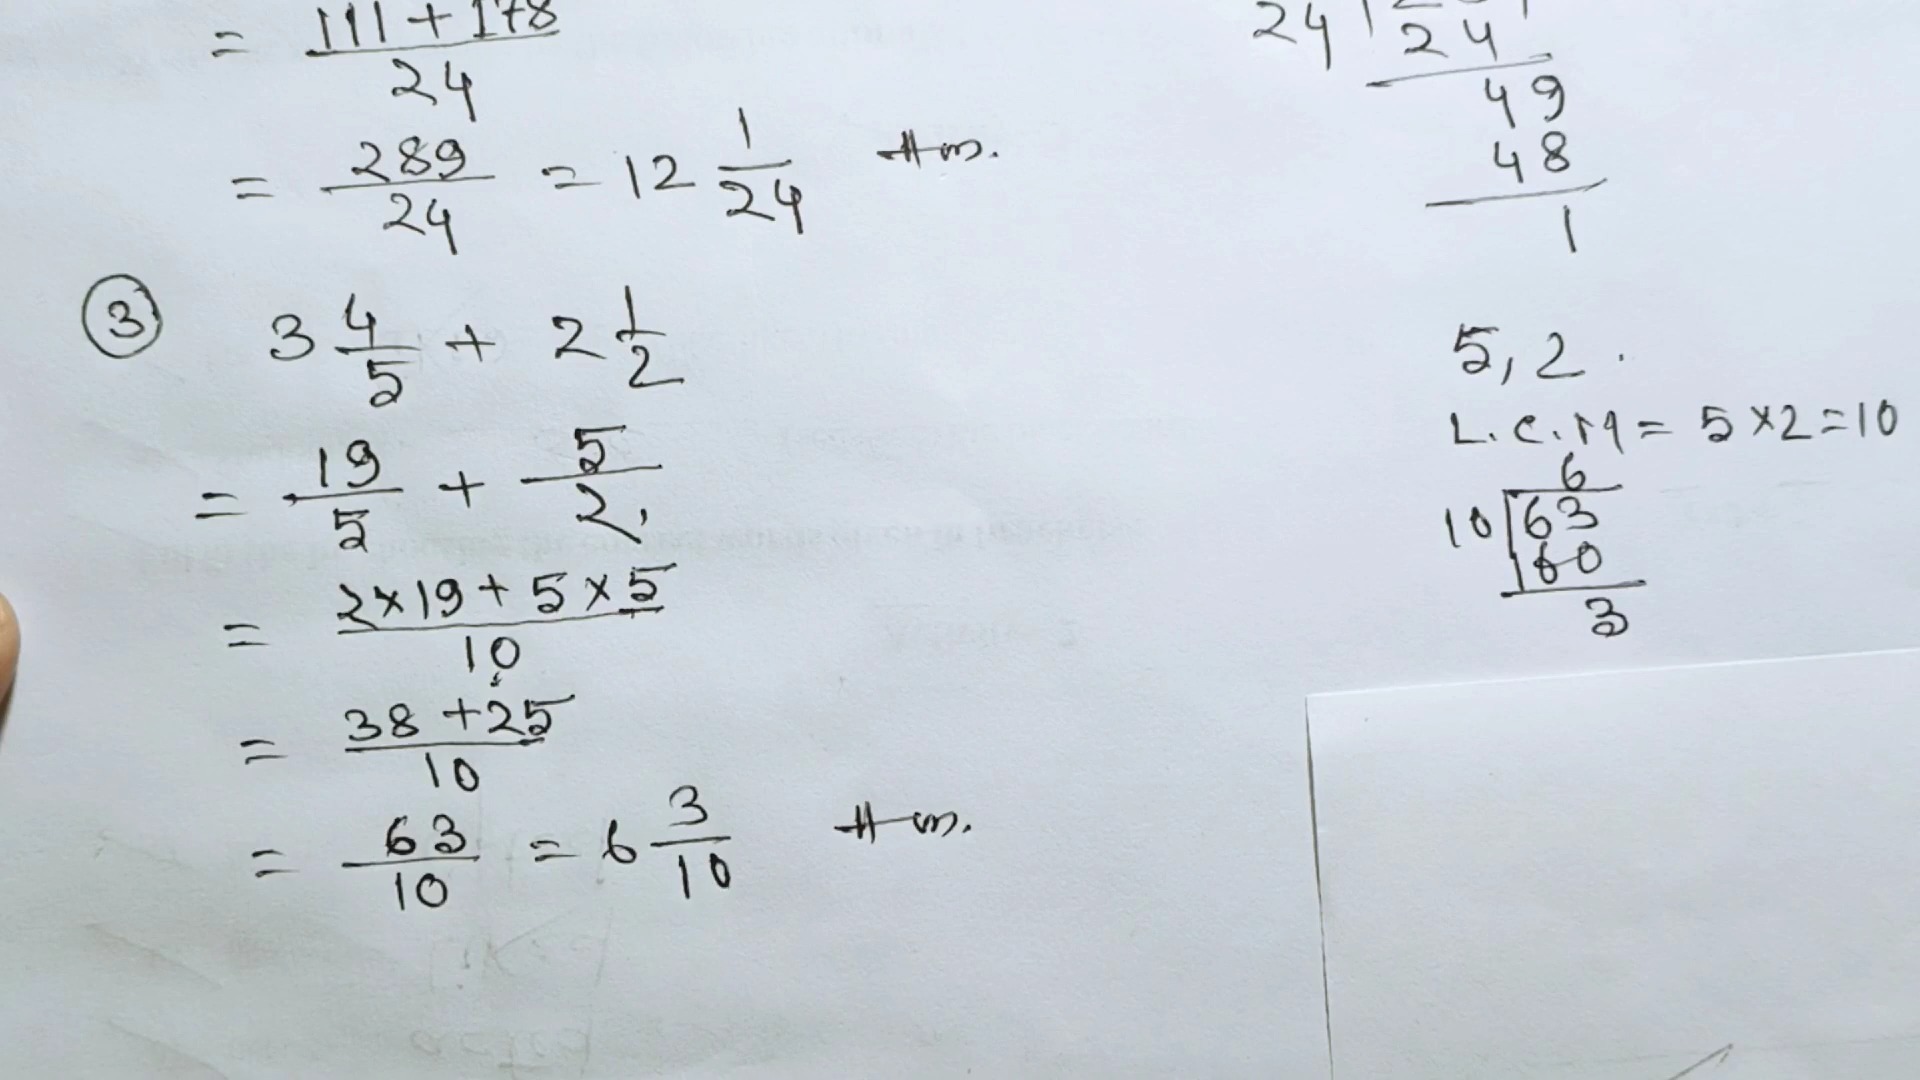 = 111 + 178 / 24
= 289 / 24 = 12 1/24 Ans.
③ 3 4/5 + 2 1/2
= 19/5 + 5/2
= 2 × 19 + 5 × 5 / 10
= 38 + 25 / 10
= 63 / 10 = 6 3/10 Ans.
24
24
49
48
1
5, 2.
L.C.M = 5 × 2 = 10
6
10 63
60
3